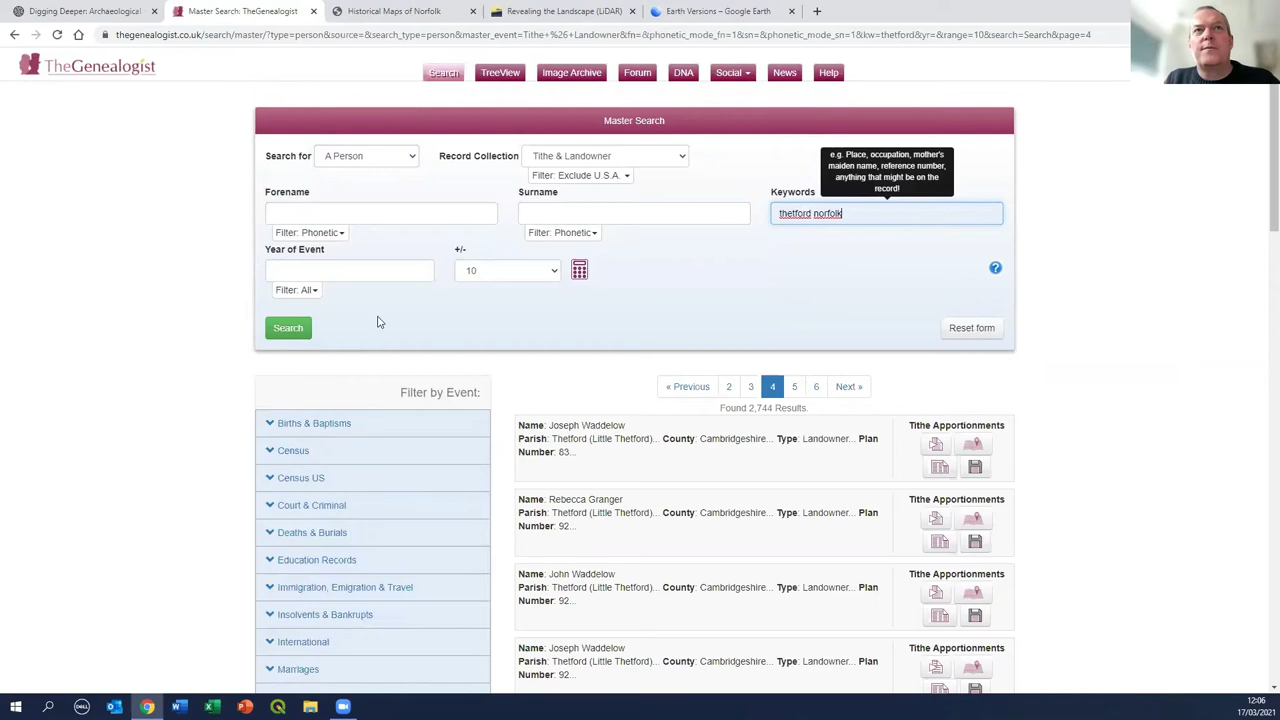 Digging Deeper: Archaeological
Master Search: TheGenealogist
Historical Maps of Norfolk
Revealing the Landscape (LiDAR)
Earth Versions – Google Earth
thegenealogist.co.uk/search/master/?type=person&source=&search_type=person&master_event=Tithe+%26+Landowner&fn=&phonetic_mode_fn=1&sn=&phonetic_mode_sn=1&kw=thetford&yr=&range=10&search=Search&page=4
TheGenealogist
Search TreeView Image Archive Forum DNA Social News Help
Master Search
Search for A Person Record Collection Tithe & Landowner
Filter: Exclude U.S.A.
e.g. Place, occupation, mother's
maiden name, reference number,
anything that might be on the
record!
Forename Surname Keywords
thetford norfolk
Filter: Phonetic Filter: Phonetic
Year of Event +/-
10
Filter: All
Search Reset form
Filter by Event:
Births & Baptisms
Census
Census US
Court & Criminal
Deaths & Burials
Education Records
Immigration, Emigration & Travel
Insolvents & Bankrupts
International
Marriages
« Previous 2 3 4 5 6 Next »
Found 2,744 Results.
Name: Joseph Waddelow
Parish: Thetford (Little Thetford)... County: Cambridgeshire... Type: Landowner... Plan
Number: 83...
Tithe Apportionments
Name: Rebecca Granger
Parish: Thetford (Little Thetford)... County: Cambridgeshire... Type: Landowner... Plan
Number: 92...
Tithe Apportionments
Name: John Waddelow
Parish: Thetford (Little Thetford)... County: Cambridgeshire... Type: Landowner... Plan
Number: 92...
Tithe Apportionments
Name: Joseph Waddelow
Parish: Thetford (Little Thetford)... County: Cambridgeshire... Type: Landowner... Plan
Number: 92...
Tithe Apportionments
12:06
17/03/2021